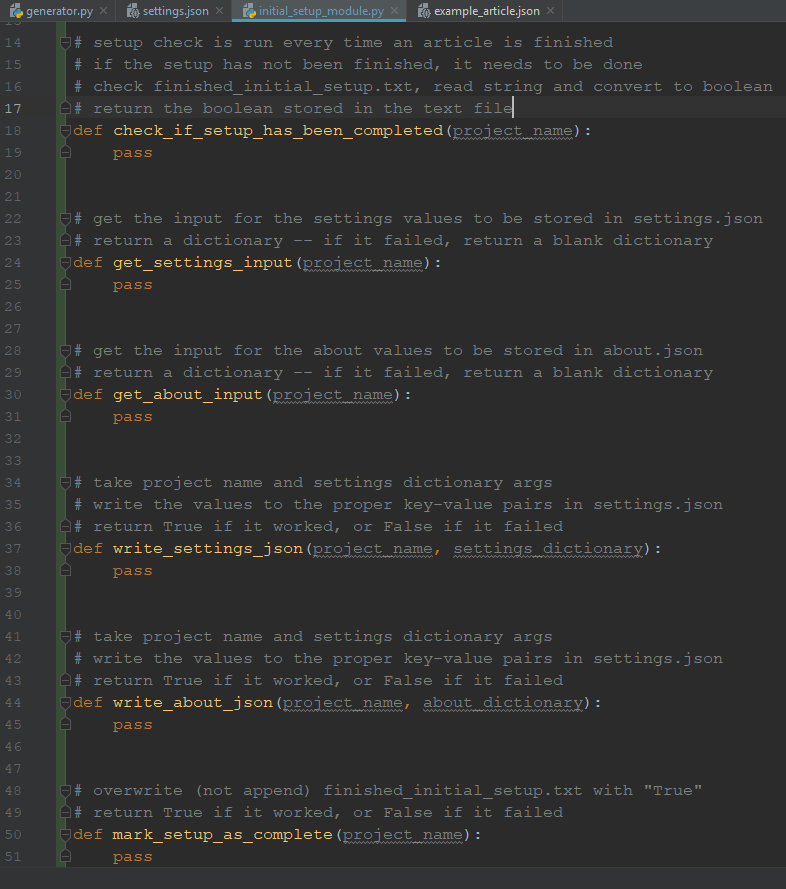 generator.py settings.json initial_setup_module.py example_article.json
14 # setup check is run every time an article is finished
15 # if the setup has not been finished, it needs to be done
16 # check finished_initial_setup.txt, read string and convert to boolean
17 # return the boolean stored in the text file
18 def check_if_setup_has_been_completed(project_name):
19 pass
20
21
22 # get the input for the settings values to be stored in settings.json
23 # return a dictionary -- if it failed, return a blank dictionary
24 def get_settings_input(project_name):
25 pass
26
27
28 # get the input for the about values to be stored in about.json
29 # return a dictionary -- if it failed, return a blank dictionary
30 def get_about_input(project_name):
31 pass
32
33
34 # take project name and settings dictionary args
35 # write the values to the proper key-value pairs in settings.json
36 # return True if it worked, or False if it failed
37 def write_settings_json(project_name, settings_dictionary):
38 pass
39
40
41 # take project name and settings dictionary args
42 # write the values to the proper key-value pairs in settings.json
43 # return True if it worked, or False if it failed
44 def write_about_json(project_name, about_dictionary):
45 pass
46
47
48 # overwrite (not append) finished_initial_setup.txt with "True"
49 # return True if it worked, or False if it failed
50 def mark_setup_as_complete(project_name):
51 pass